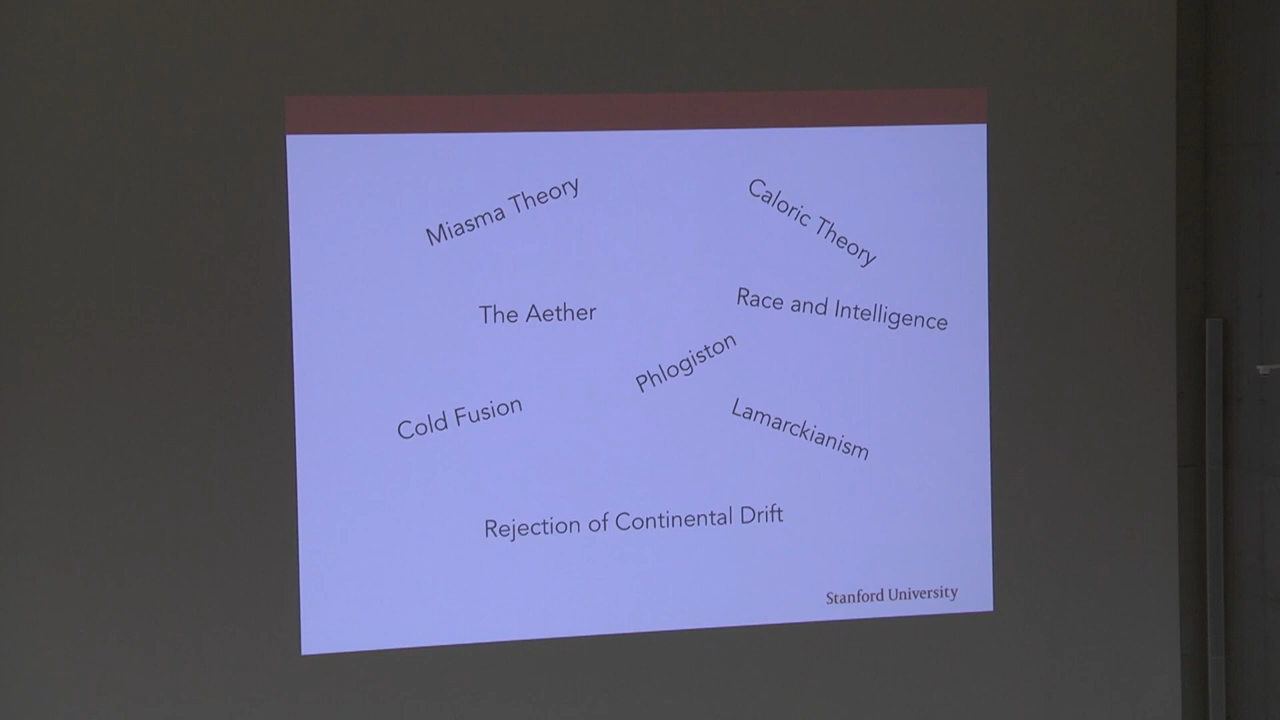 Miasma Theory
Caloric Theory
The Aether
Race and Intelligence
Phlogiston
Cold Fusion
Lamarckianism
Rejection of Continental Drift
Stanford University